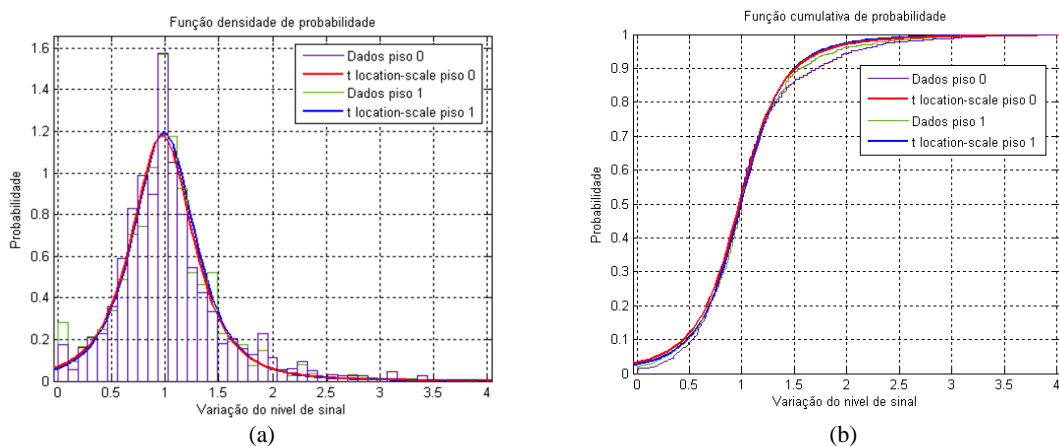 Função densidade de probabilidade
1.6
1.4
1.2
1
0.8
0.6
0.4
0.2
0
Probabilidade
Dados piso 0
t location-scale piso 0
Dados piso 1
t location-scale piso 1
0 0.5 1 1.5 2 2.5 3 3.5 4
Variação do nivel de sinal
(a)
Função cumulativa de probabilidade
1
0.9
0.8
0.7
0.6
0.5
0.4
0.3
0.2
0.1
0
Probabilidade
Dados piso 0
t location-scale piso 0
Dados piso 1
t location-scale piso 1
0 0.5 1 1.5 2 2.5 3 3.5 4
Variação do nivel de sinal
(b)